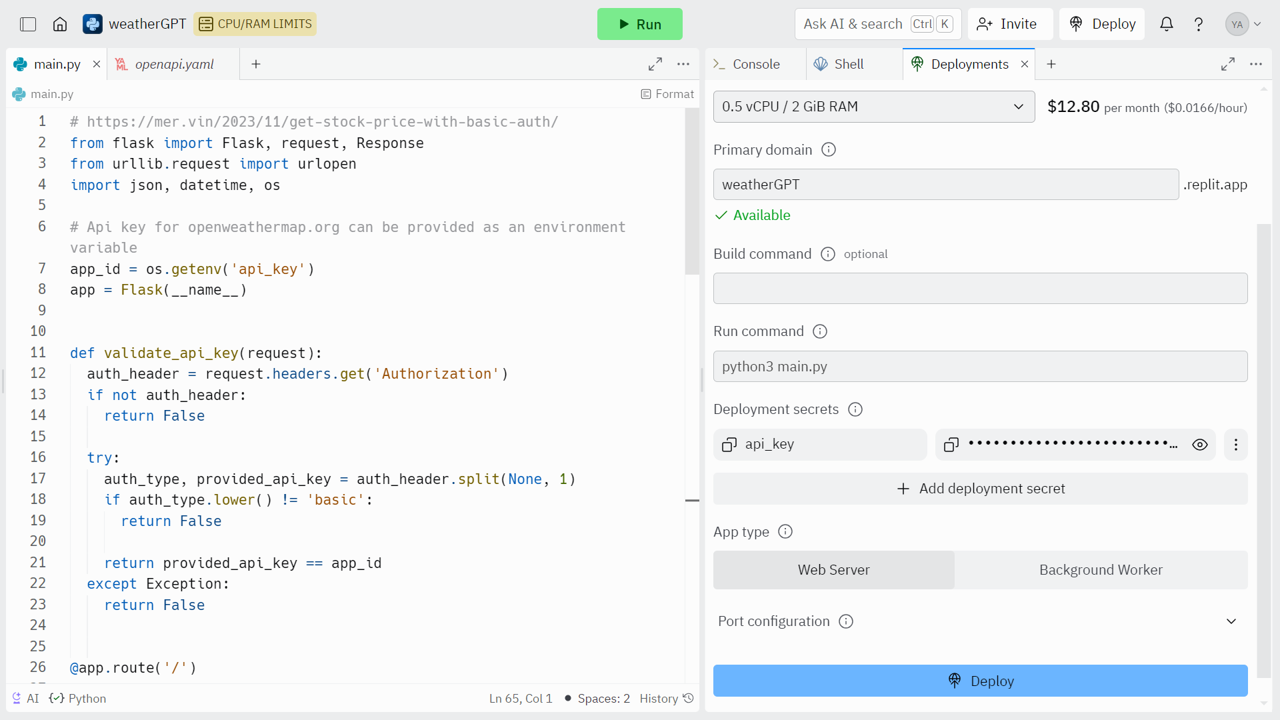 weatherGPT CPU/RAM LIMITS Run Ask AI & search Ctrl K Invite Deploy YA
main.py openapi.yaml
main.py Format
1 # https://mer.vin/2023/11/get-stock-price-with-basic-auth/
2 from flask import Flask, request, Response
3 from urllib.request import urlopen
4 import json, datetime, os
5
6 # Api key for openweathermap.org can be provided as an environment
variable
7 app_id = os.getenv('api_key')
8 app = Flask(__name__)
9
10
11 def validate_api_key(request):
12 auth_header = request.headers.get('Authorization')
13 if not auth_header:
14 return False
15
16 try:
17 auth_type, provided_api_key = auth_header.split(None, 1)
18 if auth_type.lower() != 'basic':
19 return False
20
21 return provided_api_key == app_id
22 except Exception:
23 return False
24
25
26 @app.route('/')
AI Python Ln 65, Col 1 Spaces: 2 History
Console Shell Deployments
0.5 vCPU / 2 GiB RAM $12.80 per month ($0.0166/hour)
Primary domain
weatherGPT .replit.app
Available
Build command optional
Run command
python3 main.py
Deployment secrets
api_key •••••••••••••••••••••••••...
Add deployment secret
App type
Web Server Background Worker
Port configuration
Deploy